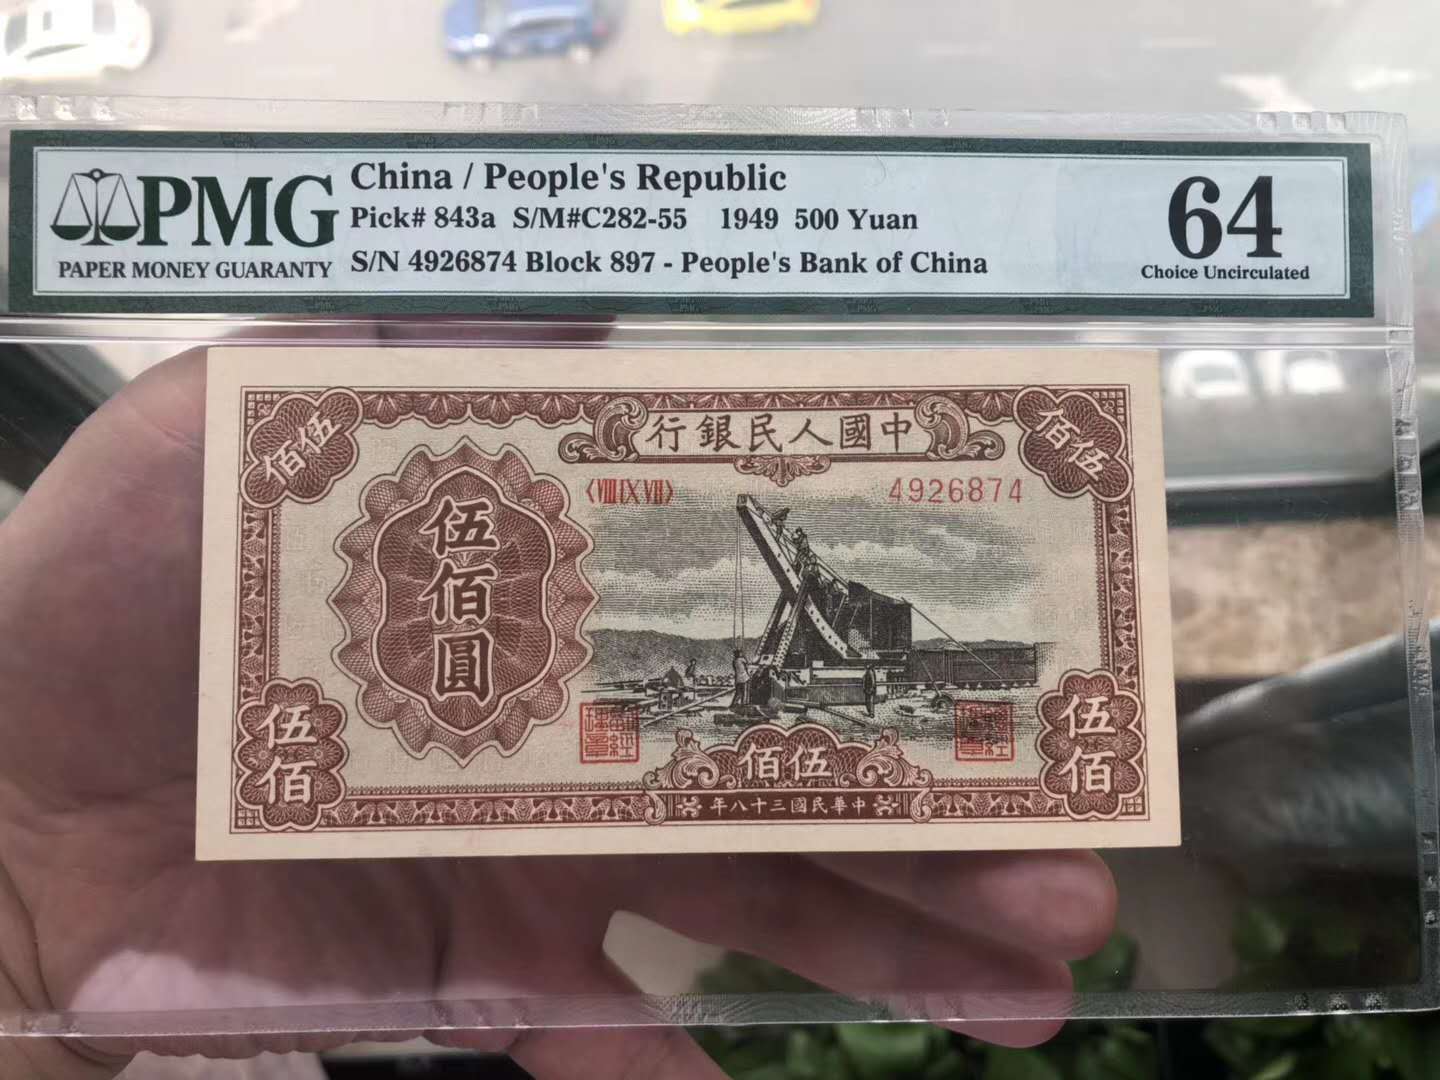 PMG
PAPER MONEY GUARANTY
China / People's Republic
Pick# 843a S/M#C282-55 1949 500 Yuan
S/N 4926874 Block 897 - People's Bank of China
64
Choice Uncirculated
行銀民人國中
佰伍
佰伍
〈VIII IX VII〉
4926874
伍佰圓
伍佰
伍佰
佰伍
年八十三國民華中